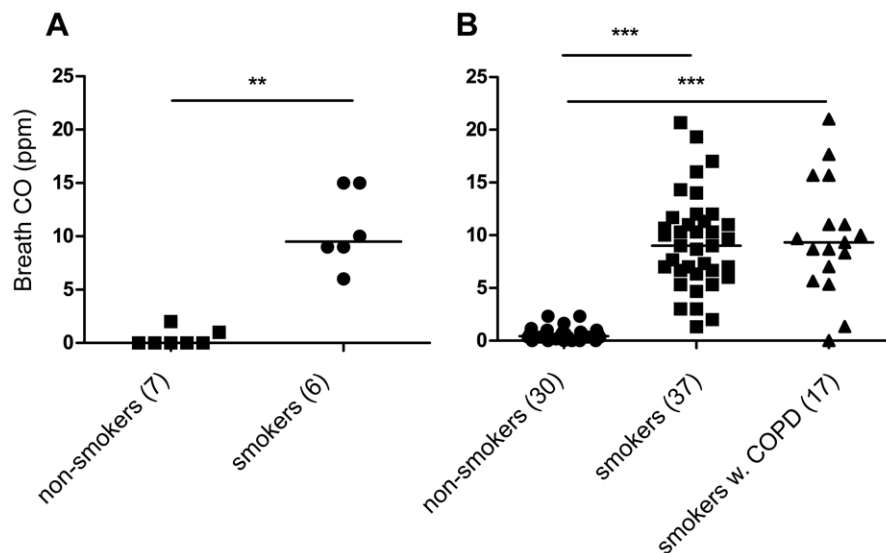 A
B
**
***
***
Breath CO (ppm)
25
20
15
10
5
0
non-smokers (7)
smokers (6)
25
20
15
10
5
0
non-smokers (30)
smokers (37)
smokers w. COPD (17)